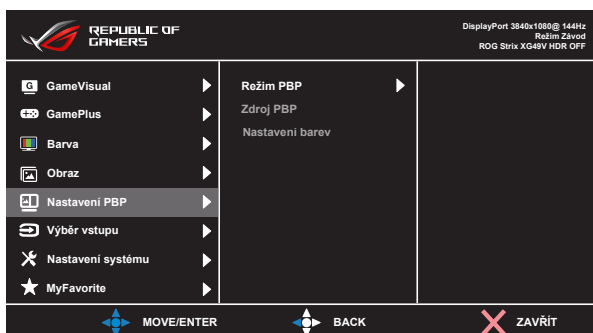 REPUBLIC OF
GAMERS
DisplayPort 3840x1080@ 144Hz
Režim Závod
ROG Strix XG49V HDR OFF
G
GameVisual
GamePlus
Barva
Obraz
Nastavení PBP
Výběr vstupu
Nastavení systému
MyFavorite
Režim PBP
Zdroj PBP
Nastaveni barev
MOVE/ENTER
BACK
ZAVŘÍT